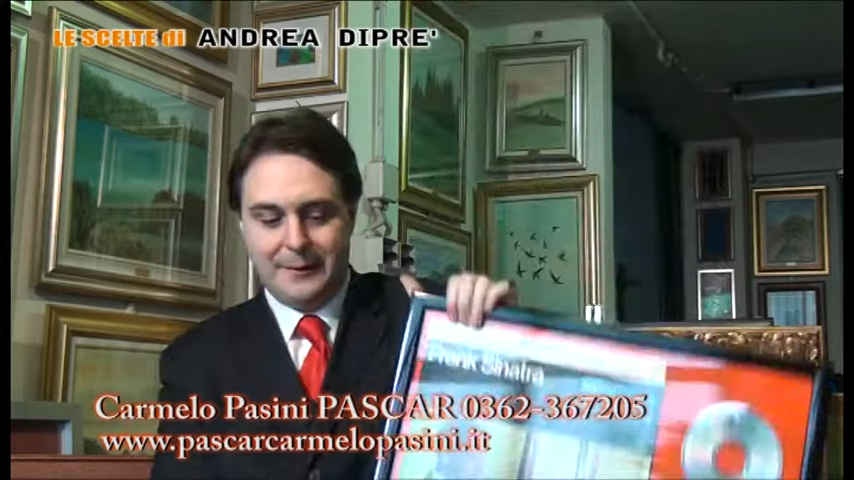 LE SCELTE DI ANDREA DIPRE'
Frank Sinatra
Carmelo Pasini PASCAR 0362-367205
www.pascarcarmelopasini.it